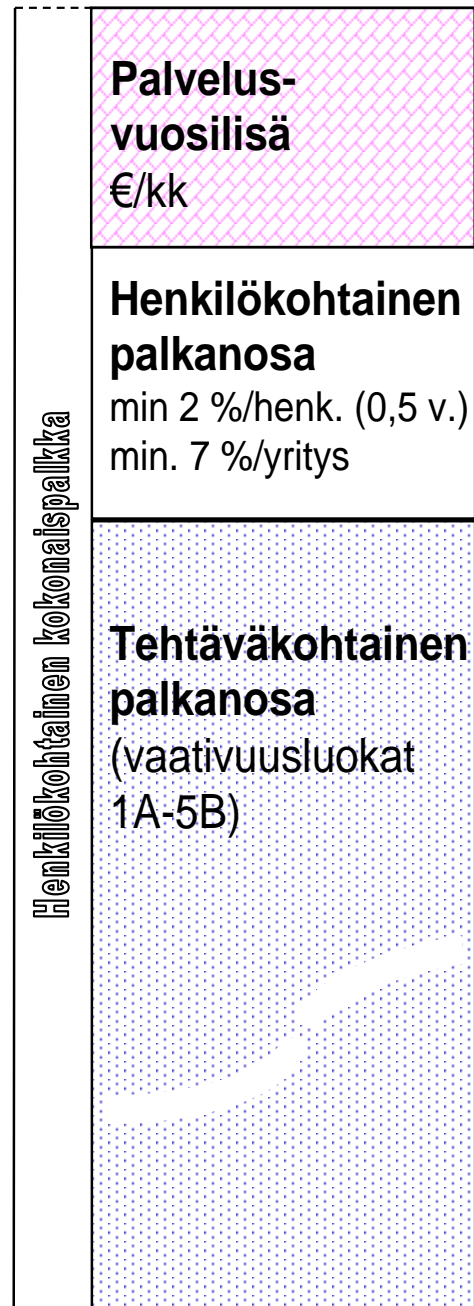 Palvelus-
vuosilisä
€/kk
Henkilökohtainen
palkanosa
min 2 %/henk. (0,5 v.)
min. 7 %/yritys
Henkilökohtainen kokonaispalkka
Tehtäväkohtainen
palkanosa
(vaativuusluokat
1A-5B)